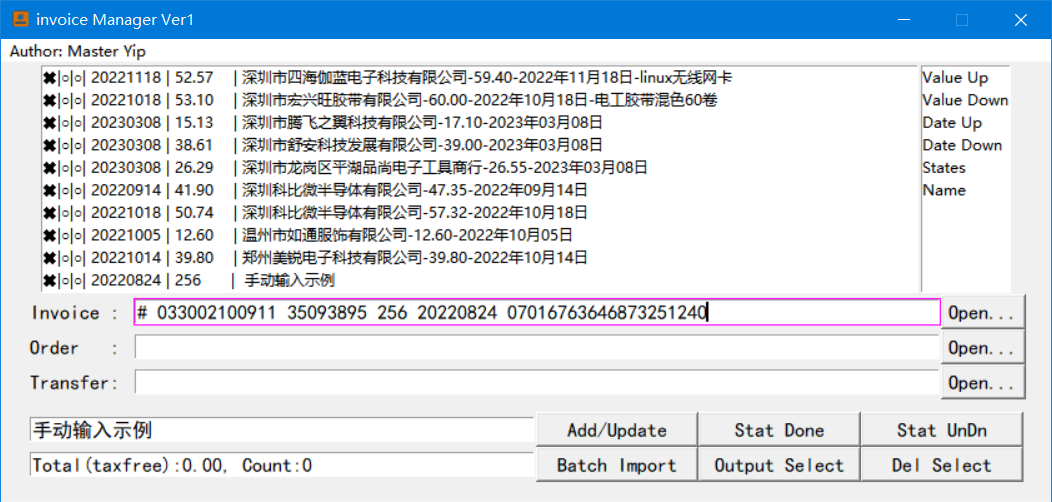 invoice Manager Ver1
Author: Master Yip
✖|○|○| 20221118 | 52.57 | 深圳市四海伽蓝电子科技有限公司-59.40-2022年11月18日-linux无线网卡
✖|○|○| 20221018 | 53.10 | 深圳市宏兴旺胶带有限公司-60.00-2022年10月18日-电工胶带混色60卷
✖|○|○| 20230308 | 15.13 | 深圳市腾飞之翼科技有限公司-17.10-2023年03月08日
✖|○|○| 20230308 | 38.61 | 深圳市舒安科技发展有限公司-39.00-2023年03月08日
✖|○|○| 20230308 | 26.29 | 深圳市龙岗区平湖品尚电子工具商行-26.55-2023年03月08日
✖|○|○| 20220914 | 41.90 | 深圳科比微半导体有限公司-47.35-2022年09月14日
✖|○|○| 20221018 | 50.74 | 深圳科比微半导体有限公司-57.32-2022年10月18日
✖|○|○| 20221005 | 12.60 | 温州市如通服饰有限公司-12.60-2022年10月05日
✖|○|○| 20221014 | 39.80 | 郑州美锐电子科技有限公司-39.80-2022年10月14日
✖|○|○| 20220824 | 256 | 手动输入示例
Value Up
Value Down
Date Up
Date Down
States
Name
Invoice : # 033002100911 35093895 256 20220824 07016763646873251240 Open...
Order : Open...
Transfer: Open...
手动输入示例 Add/Update Stat Done Stat UnDn
Total(taxfree):0.00, Count:0 Batch Import Output Select Del Select